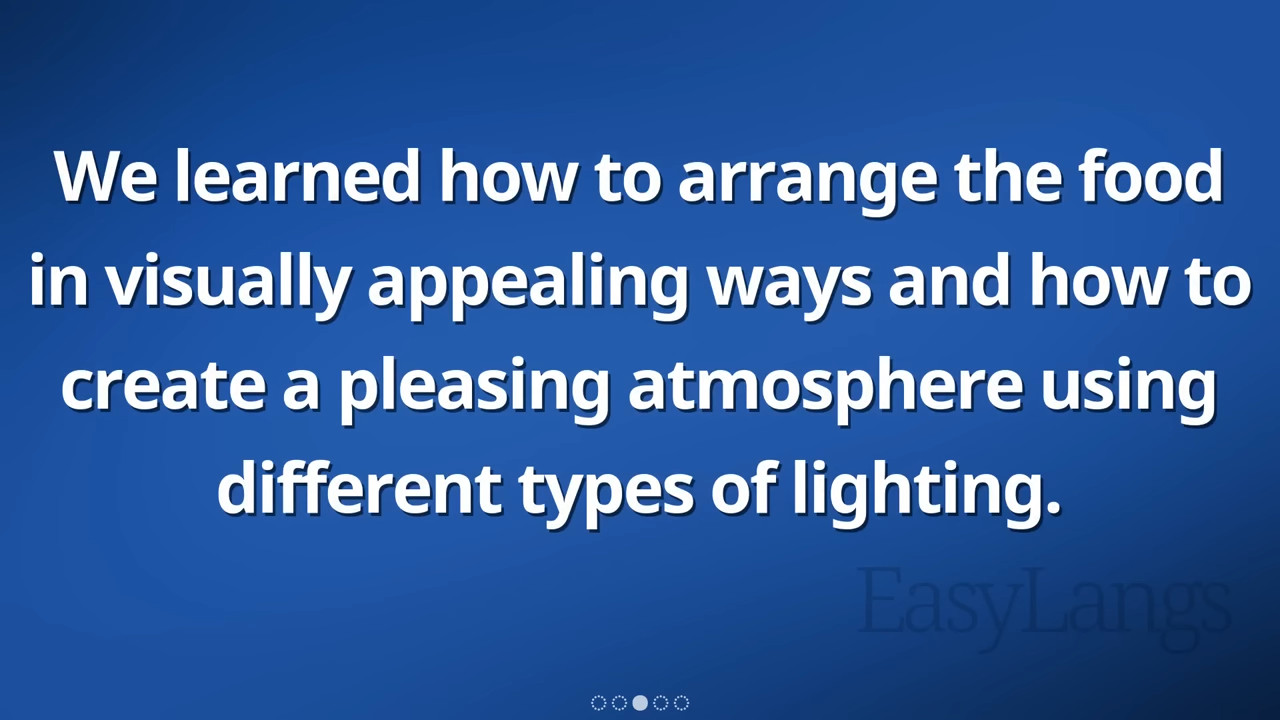 We learned how to arrange the food
in visually appealing ways and how to
create a pleasing atmosphere using
different types of lighting.
EasyLangs